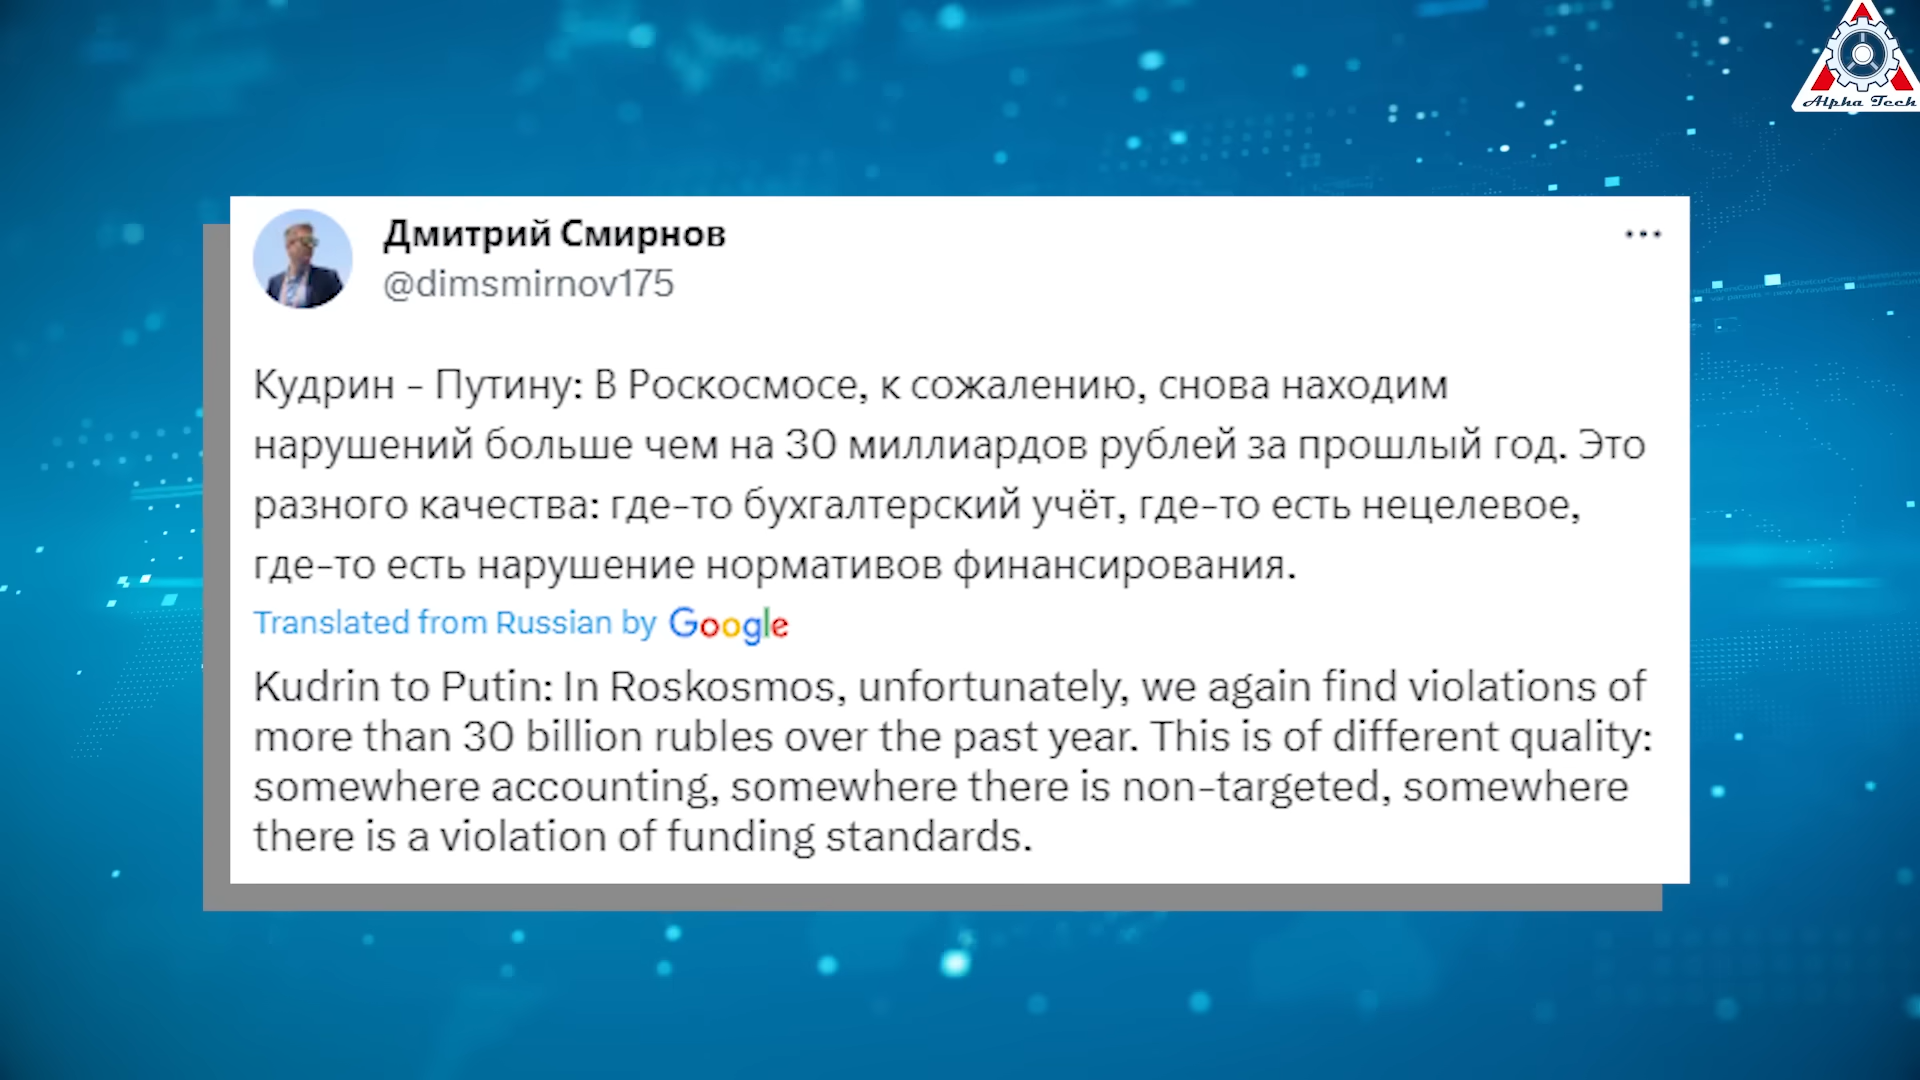 Alpha Tech
Дмитрий Смирнов
@dimsmirnov175
Кудрин - Путину: В Роскосмосе, к сожалению, снова находим
нарушений больше чем на 30 миллиардов рублей за прошлый год. Это
разного качества: где-то бухгалтерский учёт, где-то есть нецелевое,
где-то есть нарушение нормативов финансирования.
Translated from Russian by Google
Kudrin to Putin: In Roskosmos, unfortunately, we again find violations of
more than 30 billion rubles over the past year. This is of different quality:
somewhere accounting, somewhere there is non-targeted, somewhere
there is a violation of funding standards.